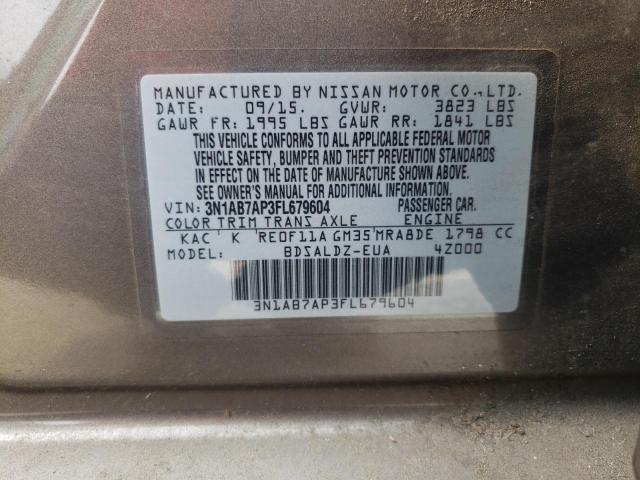 MANUFACTURED BY NISSAN MOTOR CO.,LTD.
DATE: 09/15. GVWR: 3823 LBS
GAWR FR: 1995 LBS GAWR RR: 1841 LBS
THIS VEHICLE CONFORMS TO ALL APPLICABLE FEDERAL MOTOR
VEHICLE SAFETY, BUMPER AND THEFT PREVENTION STANDARDS
IN EFFECT ON THE DATE OF MANUFACTURE SHOWN ABOVE.
SEE OWNER'S MANUAL FOR ADDITIONAL INFORMATION.
VIN: 3N1AB7AP3FL679604 PASSENGER CAR.
COLOR TRIM TRANS AXLE ENGINE
KAC K RE0F11A GM35 MRA8DE 1798 CC
MODEL: BDSALDZ-EUA 4Z000
3N1AB7AP3FL679604